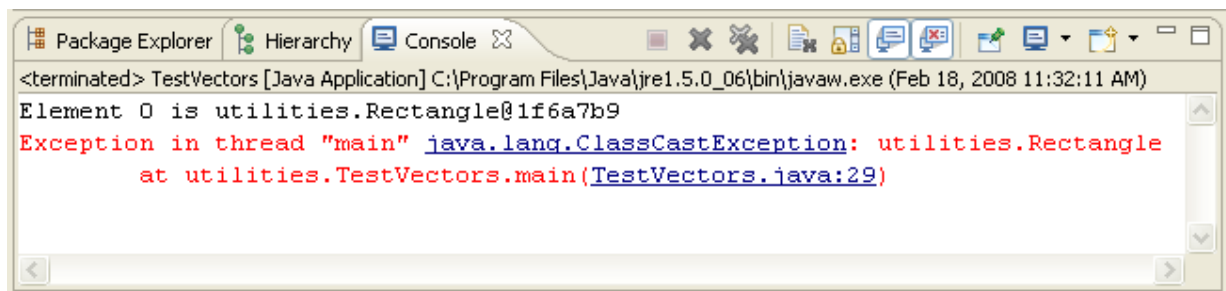 Package Explorer Hierarchy Console
<terminated> TestVectors [Java Application] C:\Program Files\Java\jre1.5.0_06\bin\javaw.exe (Feb 18, 2008 11:32:11 AM)
Element 0 is utilities.Rectangle@1f6a7b9
Exception in thread "main" java.lang.ClassCastException: utilities.Rectangle
at utilities.TestVectors.main(TestVectors.java:29)